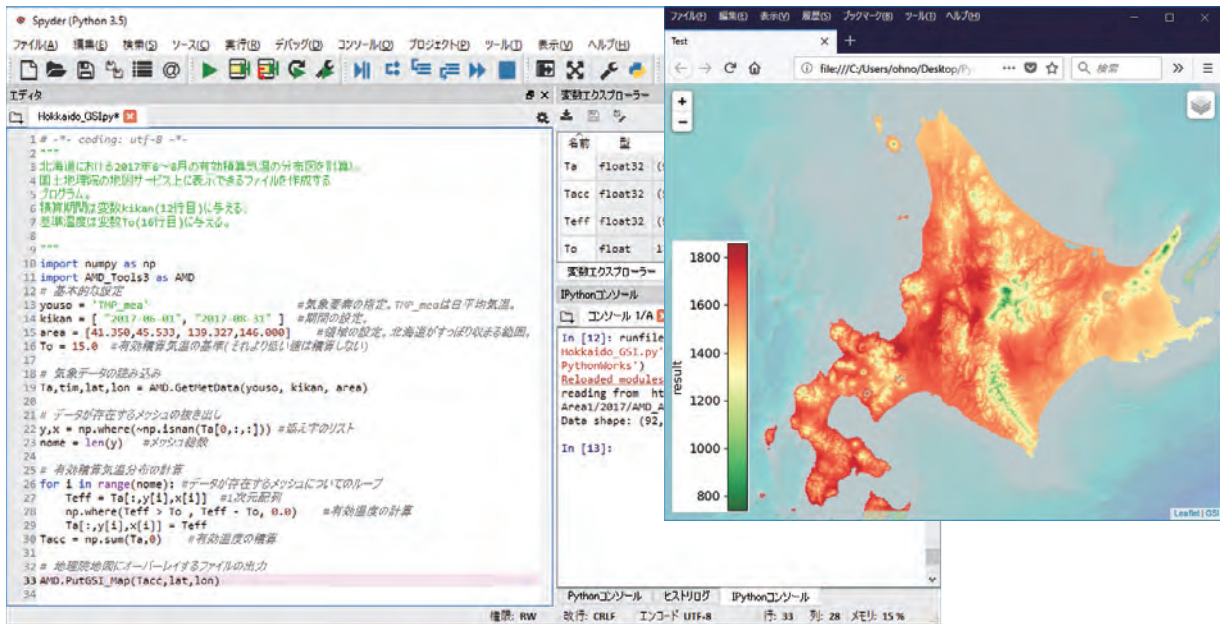 Spyder (Python 3.5)
ファイル(A) 編集(E) 検索(S) ソース(C) 実行(R) デバッグ(D) コンソール(O) プロジェクト(P) ツール(T) 表示(V) ヘルプ(H)
エディタ
Hokkaido_GSI.py*
1 # -*- coding: utf-8 -*-
2 """
3 北海道における2017年6～8月の有効積算気温の分布図を計算し、
4 国土地理院の地図サービス上に表示できるファイルを作成する
5 プログラム。
6 積算期間は変数kikan(12行目)に与える。
7 基準温度は変数To(16行目)に与える。
8
9 """
10 import numpy as np
11 import AMD_Tools3 as AMD
12 # 基本的な設定
13 youso = 'TMP_mea' #気象要素の指定。TMP_meaは日平均気温。
14 kikan = [ "2017-06-01", "2017-08-31" ] #期間の設定。
15 area = [41.350,45.533, 139.327,146.000] #領域の設定。北海道がすっぽり収まる範囲。
16 To = 15.0 #有効積算気温の基準(それより低い値は積算しない)
17
18 # 気象データの読み込み
19 Ta,tim,lat,lon = AMD.GetMetData(youso, kikan, area)
20
21 # データが存在するメッシュの抜き出し
22 y,x = np.where(~np.isnan(Ta[0,:,:])) #添え字のリスト
23 nome = len(y) #メッシュ総数
24
25 # 有効積算気温分布の計算
26 for i in range(nome): #データが存在するメッシュについてのループ
27 Teff = Ta[:,y[i],x[i]] #1次元配列
28 np.where(Teff > To , Teff - To, 0.0) #有効温度の計算
29 Ta[:,y[i],x[i]] = Teff
30 Tacc = np.sum(Ta,0) #有効温度の積算
31
32 # 地理院地図にオーバーレイするファイルの出力
33 AMD.PutGSI_Map(Tacc,lat,lon)
34
変数エクスプローラー
名前 型
Ta float32
Tacc float32
Teff float32
To float 1
変数エクスプローラー
IPythonコンソール
コンソール 1/A
In [12]: runfile
Hokkaido_GSI.py'
PythonWorks')
Reloaded modules
reading from ht
Area1/2017/AMD_A
Data shape: (92,
In [13]:
Pythonコンソール ヒストリログ IPythonコンソール
権限: RW 改行: CRLF エンコード UTF-8 行: 33 列: 28 メモリ: 15 %
ファイル(F) 編集(E) 表示(V) 履歴(S) ブックマーク(B) ツール(T) ヘルプ(H)
Test
file:///C:/Users/ohno/Desktop/Py
検索
+
−
result
1800
1600
1400
1200
1000
800
Leaflet | GSI